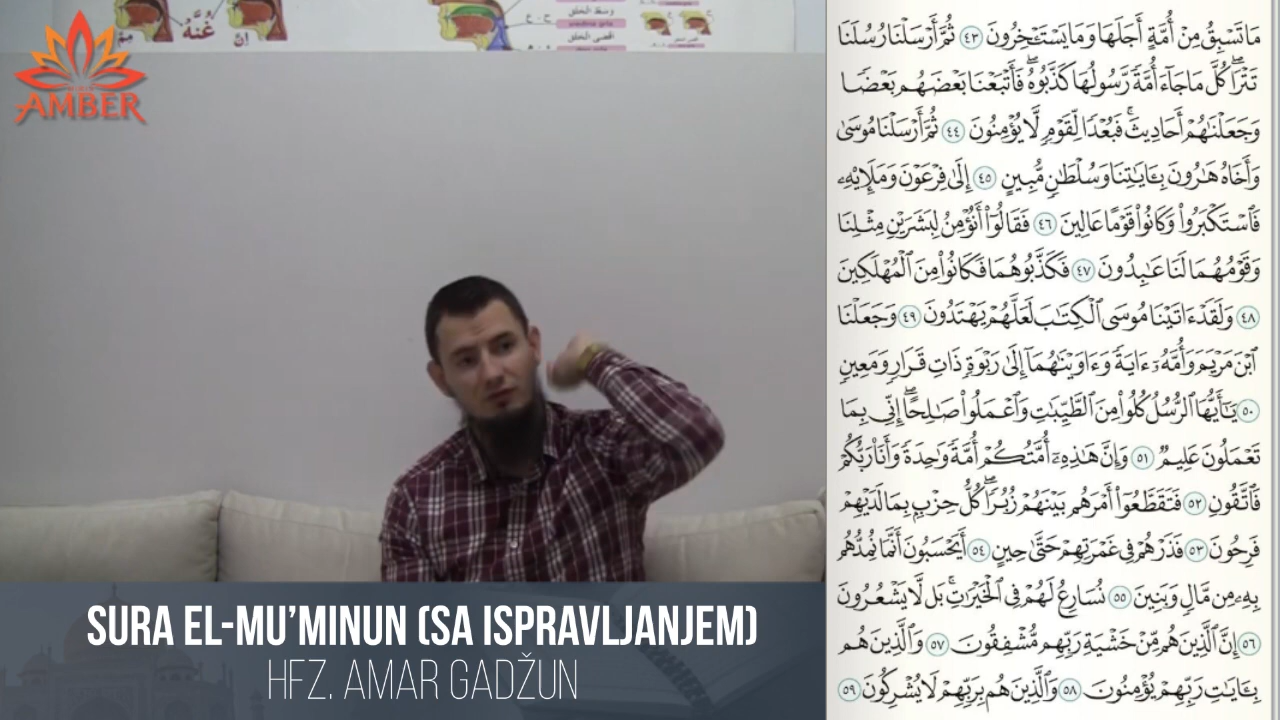 غُنَّة
إِنَّ
مِمَّ
وسط الحلق
ع - ح
أقصى الحلق
AMBER
مَا تَسْبِقُ مِنْ أُمَّةٍ أَجَلَهَا وَمَا يَسْتَـْٔخِرُونَ ٤٣ ثُمَّ أَرْسَلْنَا رُسُلَنَا
تَتْرَا ۖ كُلَّ مَا جَآءَ أُمَّةً رَّسُولُهَا كَذَّبُوهُ ۚ فَأَتْبَعْنَا بَعْضَهُم بَعْضًا
وَجَعَلْنَٰهُمْ أَحَادِيثَ ۚ فَبُعْدًا لِّقَوْمٍ لَّا يُؤْمِنُونَ ٤٤ ثُمَّ أَرْسَلْنَا مُوسَىٰ
وَأَخَاهُ هَٰرُونَ بِـَٔايَٰتِنَا وَسُلْطَٰنٍ مُّبِينٍ ٤٥ إِلَىٰ فِرْعَوْنَ وَمَلَإِي۟هِۦ
فَٱسْتَكْبَرُوا۟ وَكَانُوا۟ قَوْمًا عَالِينَ ٤٦ فَقَالُوٓا۟ أَنُؤْمِنُ لِبَشَرَيْنِ مِثْلِنَا
وَقَوْمُهُمَا لَنَا عَٰبِدُونَ ٤٧ فَكَذَّبُوهُمَا فَكَانُوا۟ مِنَ ٱلْمُهْلَكِينَ
٤٨ وَلَقَدْ ءَاتَيْنَا مُوسَى ٱلْكِتَٰبَ لَعَلَّهُمْ يَهْتَدُونَ ٤٩ وَجَعَلْنَا
ٱبْنَ مَرْيَمَ وَأُمَّهُۥٓ ءَايَةً وَءَاوَيْنَٰهُمَآ إِلَىٰ رَبْوَةٍ ذَاتِ قَرَارٍ وَمَعِينٍ
٥٠ يَٰٓأَيُّهَا ٱلرُّسُلُ كُلُوا۟ مِنَ ٱلطَّيِّبَٰتِ وَٱعْمَلُوا۟ صَٰلِحًا ۖ إِنِّى بِمَا
تَعْمَلُونَ عَلِيمٌ ٥١ وَإِنَّ هَٰذِهِۦٓ أُمَّتُكُمْ أُمَّةً وَٰحِدَةً وَأَنَا۠ رَبُّكُمْ
فَٱتَّقُونِ ٥٢ فَتَقَطَّعُوٓا۟ أَمْرَهُم بَيْنَهُمْ زُبُرًا ۖ كُلُّ حِزْبٍۭ بِمَا لَدَيْهِمْ
فَرِحُونَ ٥٣ فَذَرْهُمْ فِى غَمْرَتِهِمْ حَتَّىٰ حِينٍ ٥٤ أَيَحْسَبُونَ أَنَّمَا نُمِدُّهُم
بِهِۦ مِن مَّالٍ وَبَنِينَ ٥٥ نُسَارِعُ لَهُمْ فِى ٱلْخَيْرَٰتِ ۚ بَل لَّا يَشْعُرُونَ
٥٦ إِنَّ ٱلَّذِينَ هُم مِّنْ خَشْيَةِ رَبِّهِم مُّشْفِقُونَ ٥٧ وَٱلَّذِينَ هُم
بِـَٔايَٰتِ رَبِّهِمْ يُؤْمِنُونَ ٥٨ وَٱلَّذِينَ هُم بِرَبِّهِمْ لَا يُشْرِكُونَ ٥٩
SURA EL-MU'MINUN (SA ISPRAVLJANJEM)
HFZ. AMAR GADŽUN